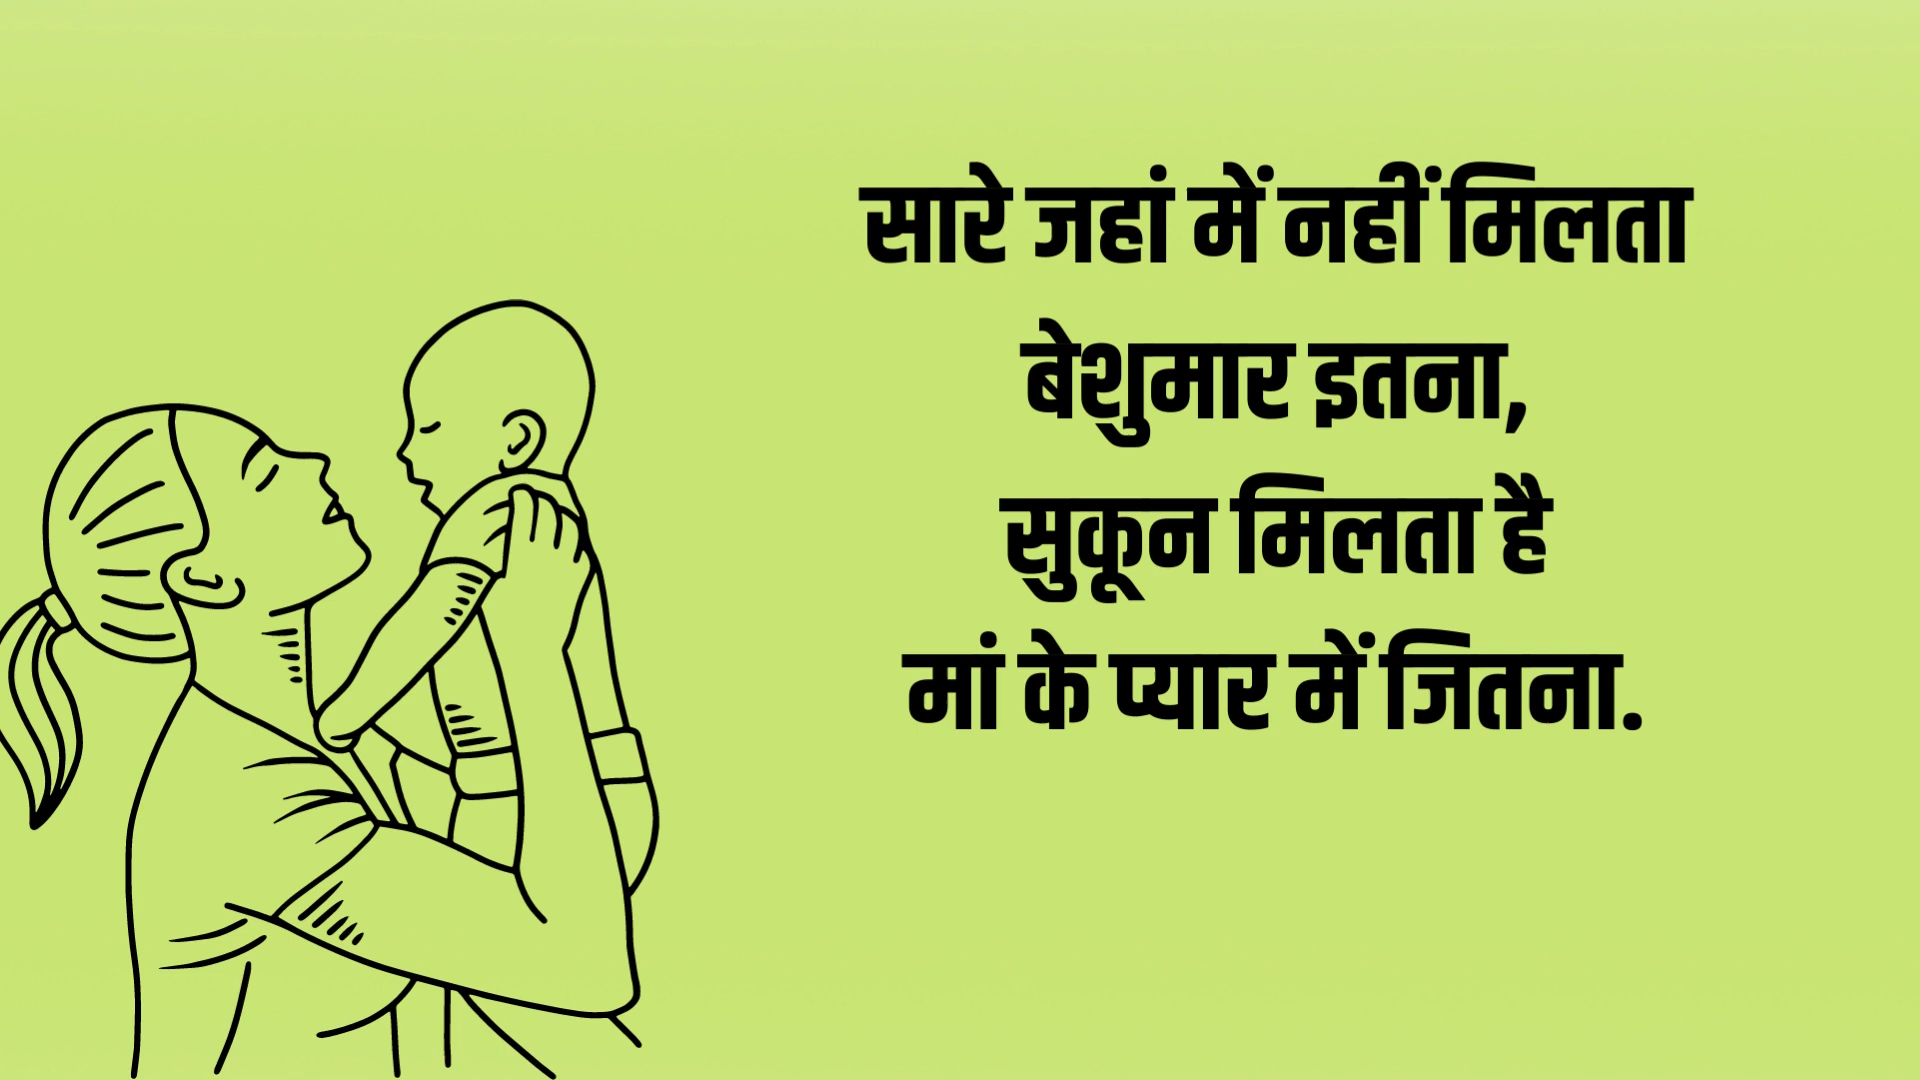 सारे जहां में नहीं मिलता
बेशुमार इतना,
सुकून मिलता है
मां के प्यार में जितना.